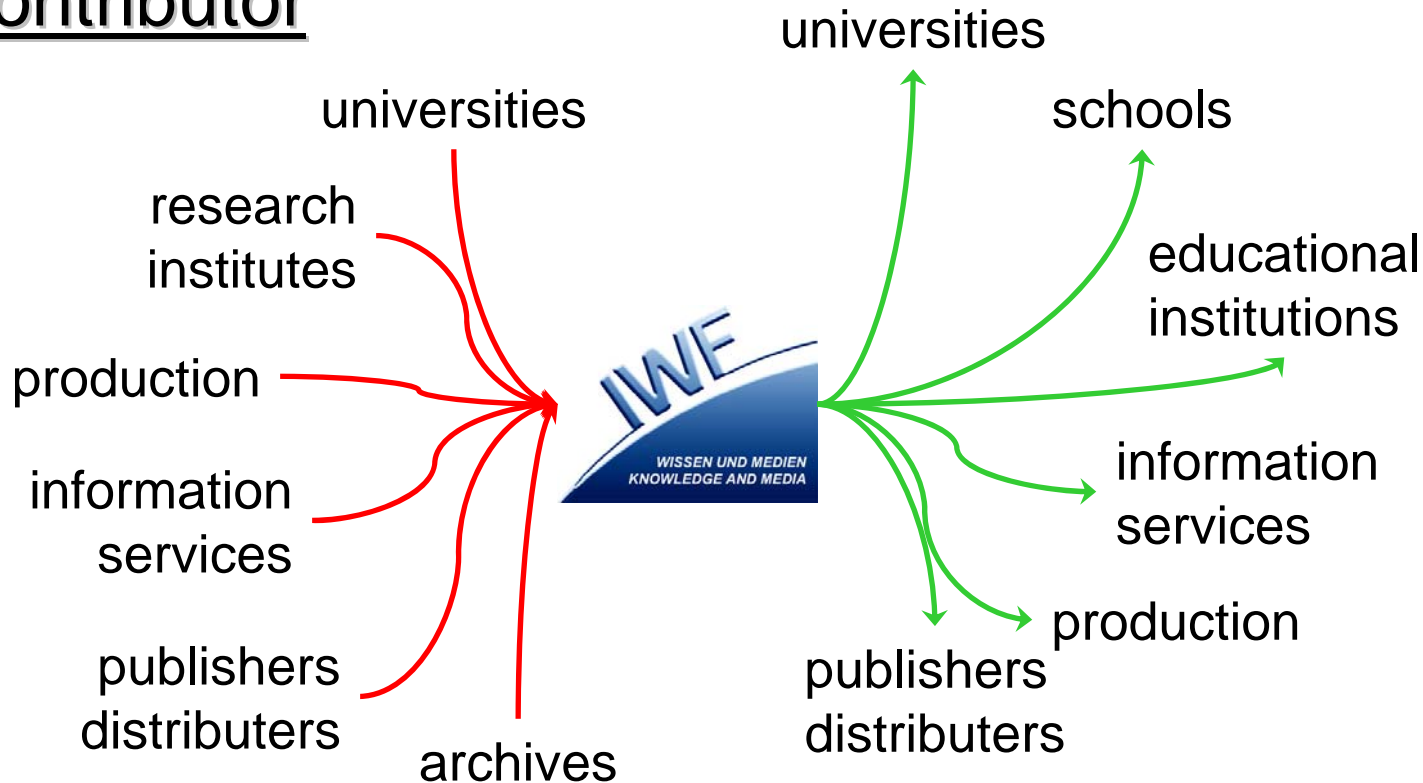 universities
universities
schools
research
institutes
educational
institutions
production
IWF
WISSEN UND MEDIEN
KNOWLEDGE AND MEDIA
information
services
information
services
production
publishers
distributers
publishers
distributers
archives